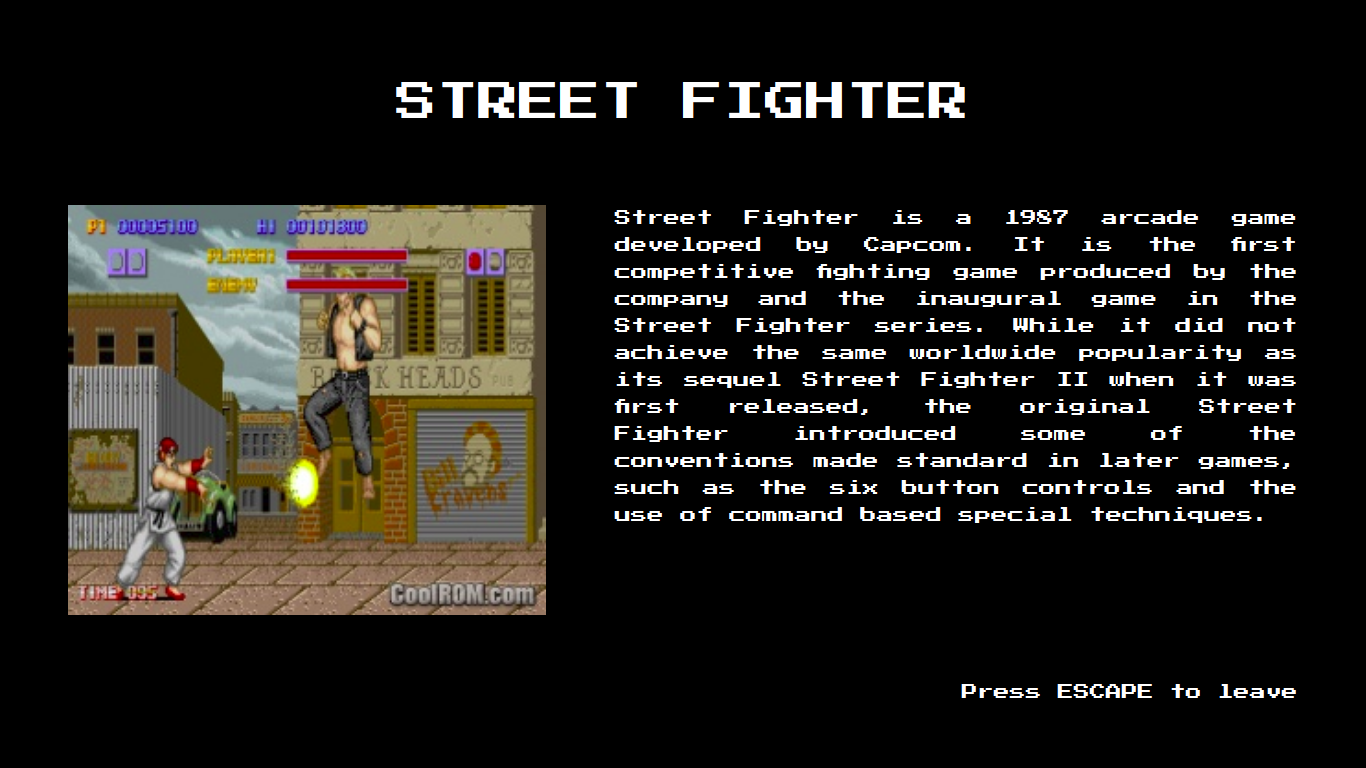 STREET FIGHTER
P1 00005100 HI 00101800
PLAYER1
ENEMY
HEADS PUB
Bill
Cravens
TIME 095
CoolROM.com
Street Fighter is a 1987 arcade game
developed by Capcom. It is the first
competitive fighting game produced by the
company and the inaugural game in the
Street Fighter series. While it did not
achieve the same worldwide popularity as
its sequel Street Fighter II when it was
first released, the original Street
Fighter introduced some of the
conventions made standard in later games,
such as the six button controls and the
use of command based special techniques.
Press ESCAPE to leave